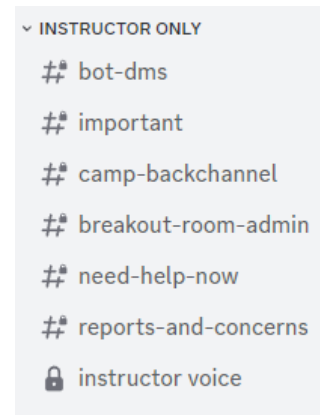 INSTRUCTOR ONLY
bot-dms
important
camp-backchannel
breakout-room-admin
need-help-now
reports-and-concerns
instructor voice